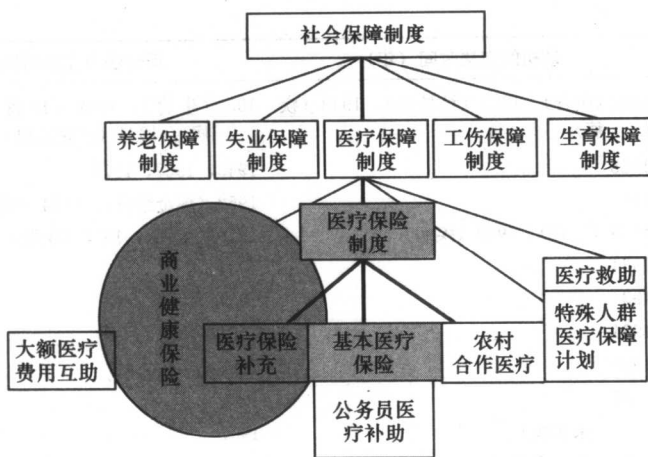 社会保障制度
养老保障
制度
失业保障
制度
医疗保障
制度
工伤保障
制度
生育保障
制度
医疗保险
制度
商业健康保险
医疗救助
特殊人群
医疗保障
计划
大额医疗
费用互助
医疗保险
补充
基本医疗
保险
农村
合作医疗
公务员医
疗补助